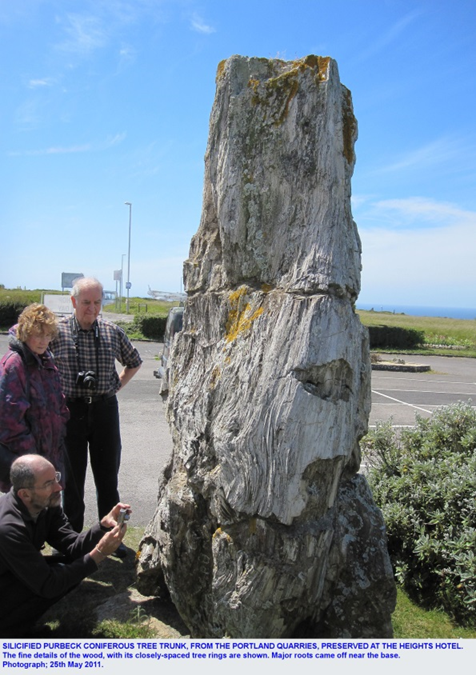 SILICIFIED PURBECK CONIFEROUS TREE TRUNK, FROM THE PORTLAND QUARRIES, PRESERVED AT THE HEIGHTS HOTEL.
The fine details of the wood, with its closely-spaced tree rings are shown. Major roots came off near the base.
Photograph; 25th May 2011.